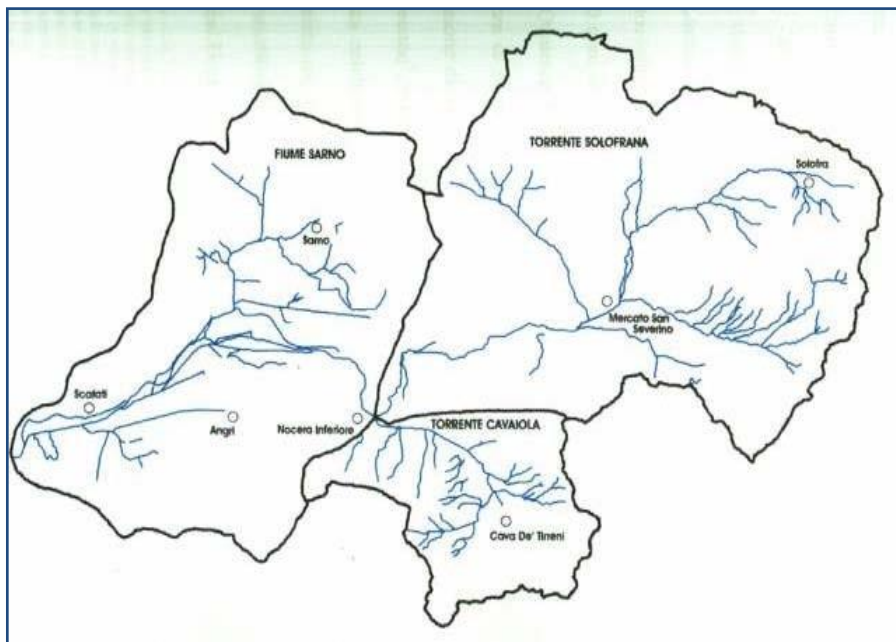 TORRENTE SOLOFRANA
FIUME SARNO
Solofra
Sarno
Mercato San
Severino
Scafati
Angri
Nocera Inferiore
TORRENTE CAVAIOLA
Cava De' Tirreni